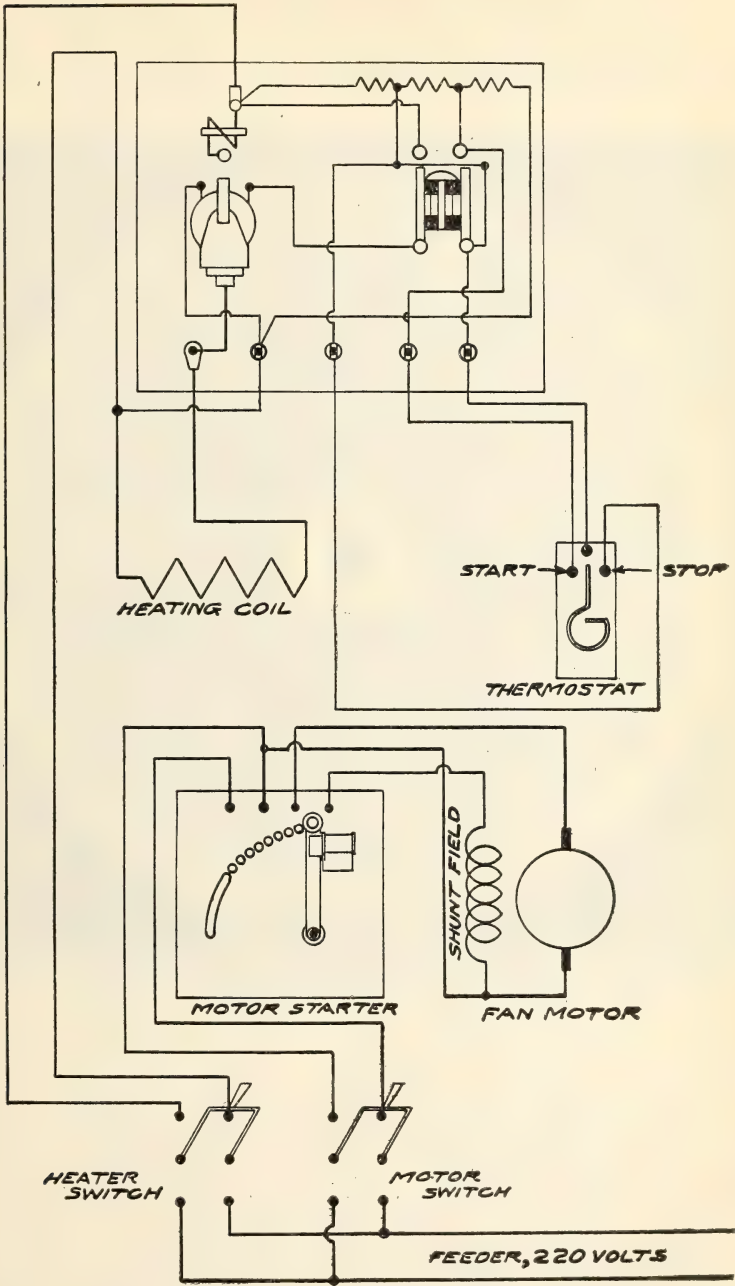 HEATING COIL
START
STOP
THERMOSTAT
SHUNT FIELD
MOTOR STARTER
FAN MOTOR
HEATER
SWITCH
MOTOR
SWITCH
FEEDER, 220 VOLTS